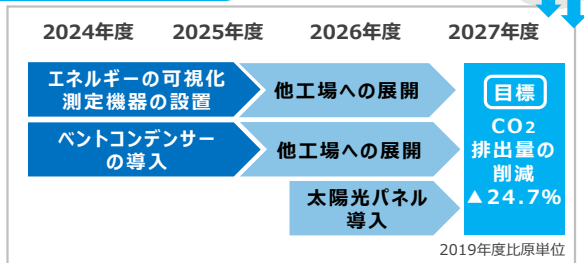 2024年度 2025年度 2026年度 2027年度
エネルギーの可視化
測定機器の設置
他工場への展開
ベントコンデンサー
の導入
他工場への展開
太陽光パネル
導入
目標
CO2
排出量の
削減
▲24.7%
2019年度比原単位